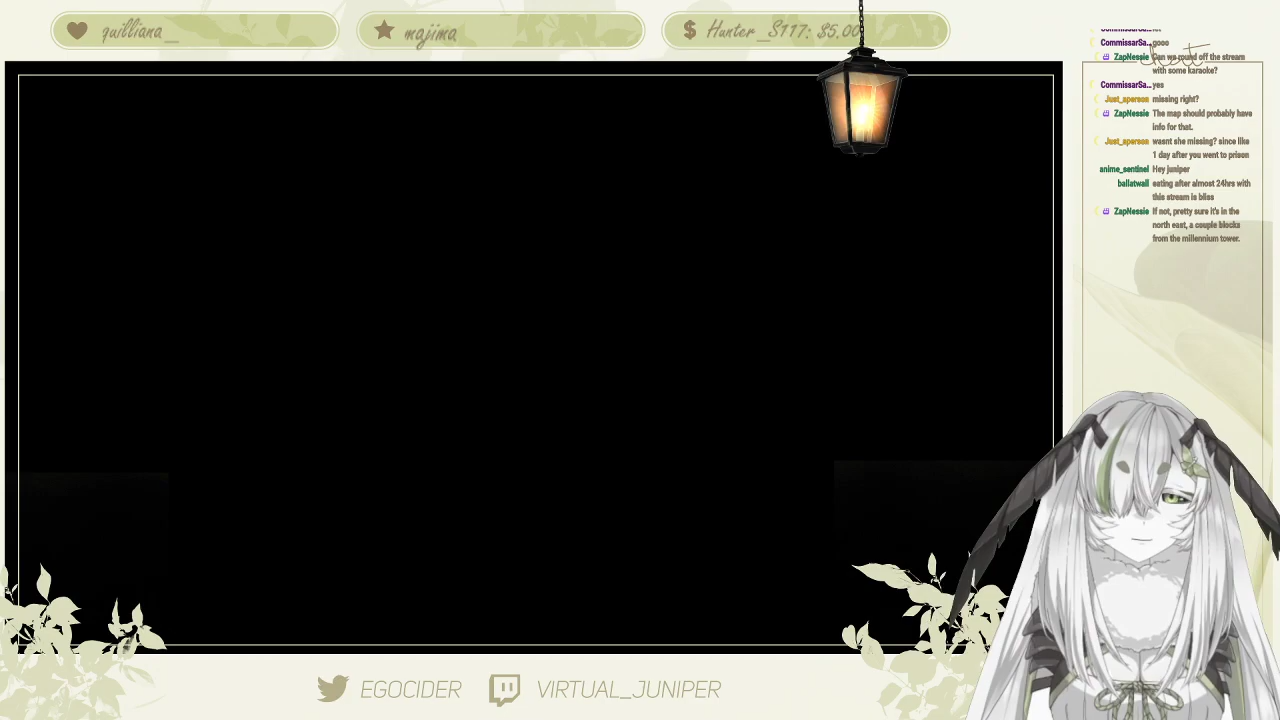 quilliana__
majima
Hunter_S117: $5.00
Chat
CommissarSa... gooo
ZapNessie Can we round off the stream
with some karaoke?
CommissarSa... yes
Just_aperson missing right?
ZapNessie The map should probably have
info for that.
Just_aperson wasnt she missing? since like
1 day after you went to prison
anime_sentinel Hey juniper
ballatwall eating after almost 24hrs with
this stream is bliss
ZapNessie If not, pretty sure it's in the
north east, a couple blocks
from the millennium tower.
EGOCIDER
VIRTUAL_JUNIPER